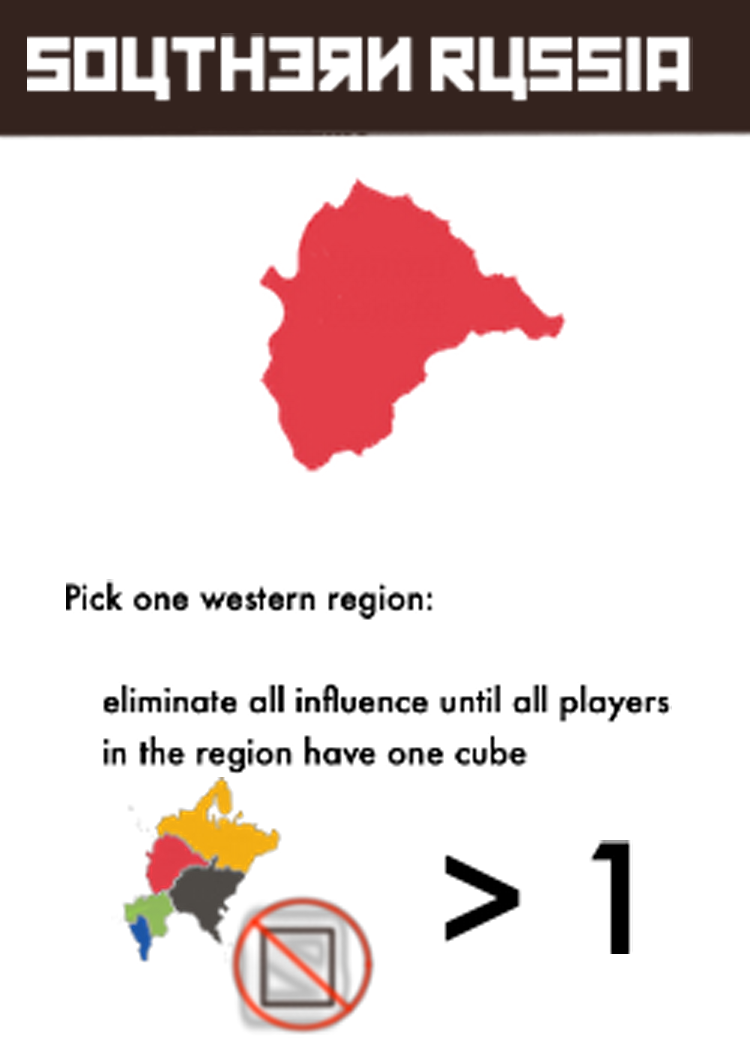 SOUTHERN RUSSIA
Pick one western region:
eliminate all influence until all players
in the region have one cube
> 1